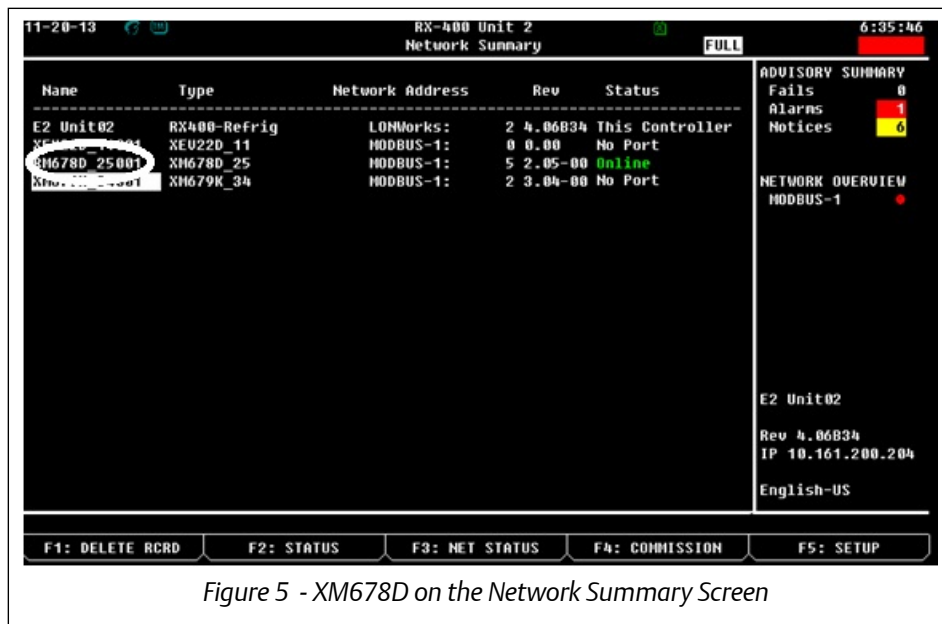 11-20-13 RX-400 Unit 2 6:35:46
Network Summary FULL
Name Type Network Address Rev Status
E2 Unit02 RX400-Refrig LONWorks: 2 4.06B34 This Controller
XEV22D_11 MODBUS-1: 0 0.00 No Port
XM678D_25001 XM678D_25 MODBUS-1: 5 2.05-00 Online
XM679K_34 MODBUS-1: 2 3.04-00 No Port
ADVISORY SUMMARY
Fails 0
Alarms 1
Notices 6
NETWORK OVERVIEW
MODBUS-1
E2 Unit02
Rev 4.06B34
IP 10.161.200.204
English-US
F1: DELETE RCRD F2: STATUS F3: NET STATUS F4: COMMISSION F5: SETUP
Figure 5 - XM678D on the Network Summary Screen